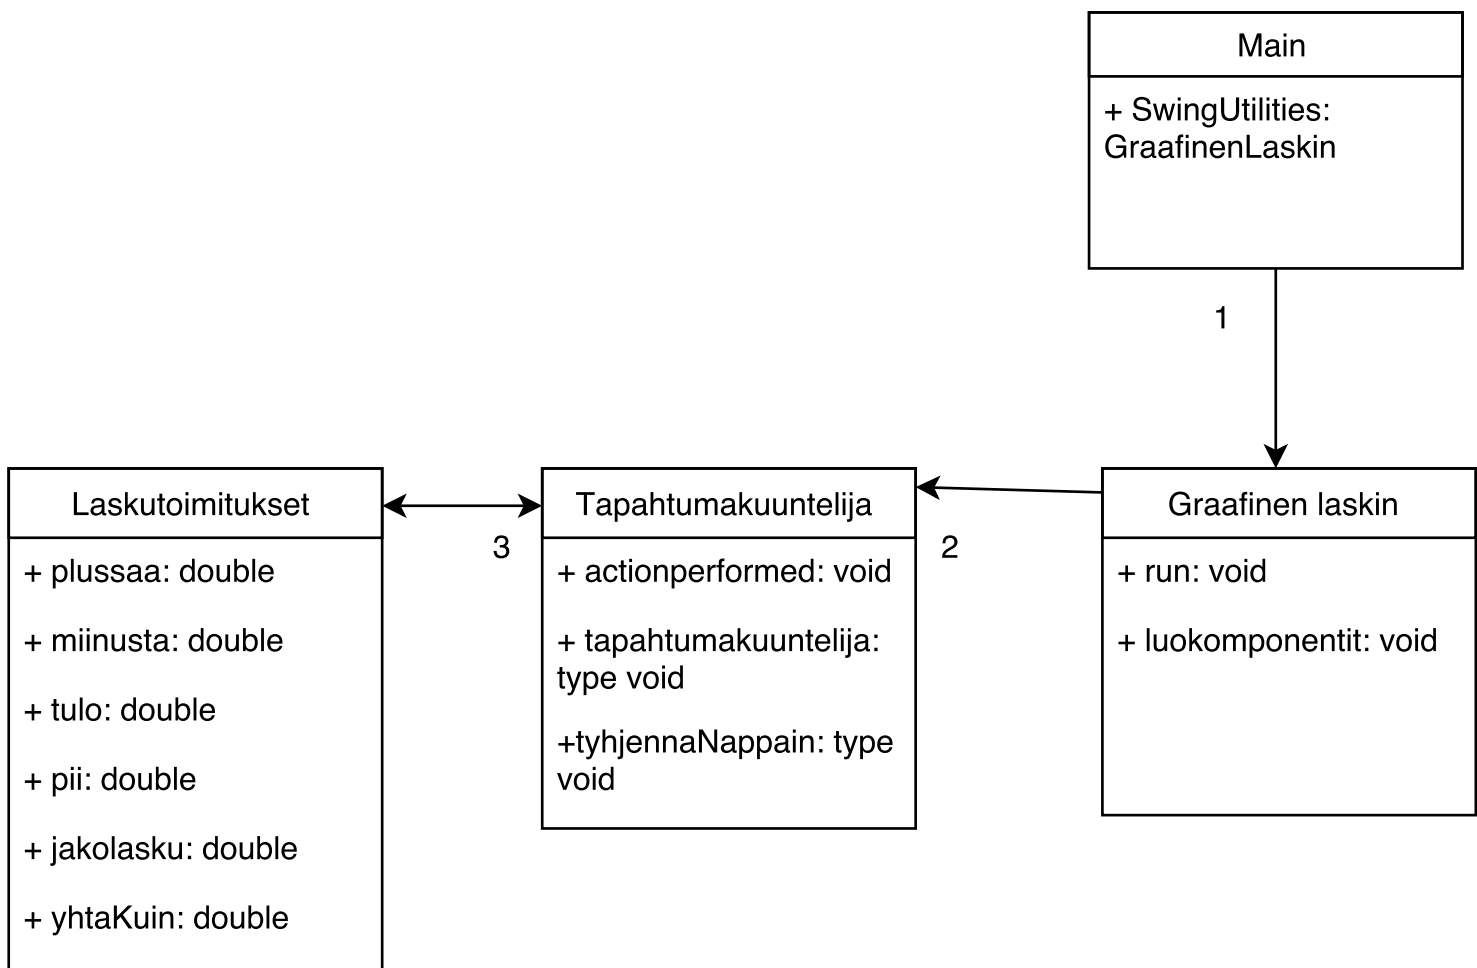 Main
+ SwingUtilities:
GraafinenLaskin
1
Laskutoimitukset
+ plussaa: double
+ miinusta: double
+ tulo: double
+ pii: double
+ jakolasku: double
+ yhtaKuin: double
3
Tapahtumakuuntelija
+ actionperformed: void
+ tapahtumakuuntelija:
type void
+tyhjennaNappain: type
void
2
Graafinen laskin
+ run: void
+ luokomponentit: void